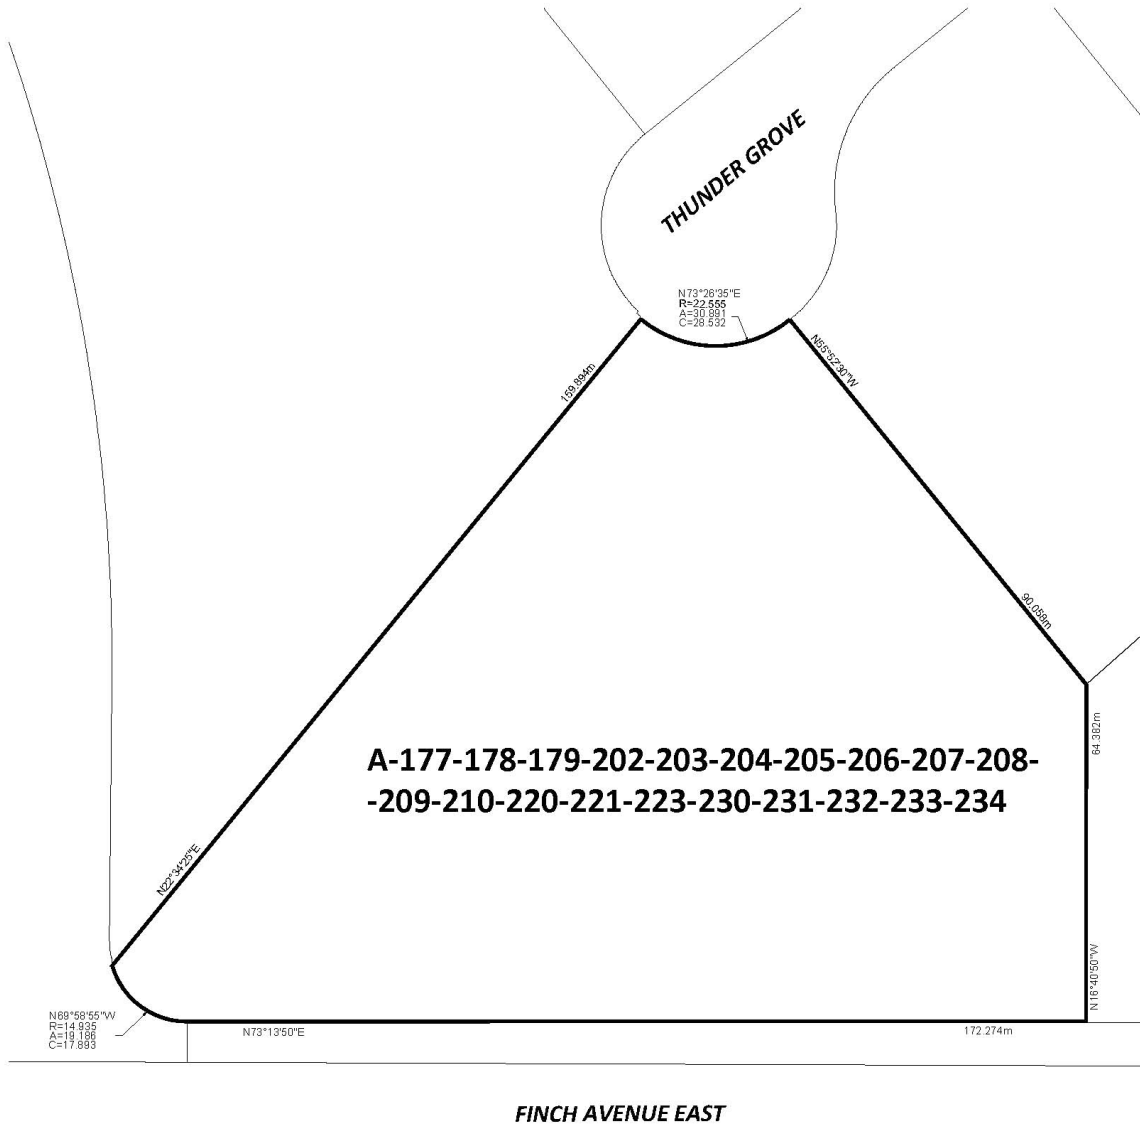 THUNDER GROVE
N73°26'35"E
R=22.555
A=30.891
C=28.532
N55°52'30"W
159.894m
90.058m
64.382m
A-177-178-179-202-203-204-205-206-207-208-
-209-210-220-221-223-230-231-232-233-234
N22°34'25"E
N16°40'50"W
N69°58'55"W
R=14.935
A=19.186
C=17.893
N73°13'50"E
172.274m
FINCH AVENUE EAST